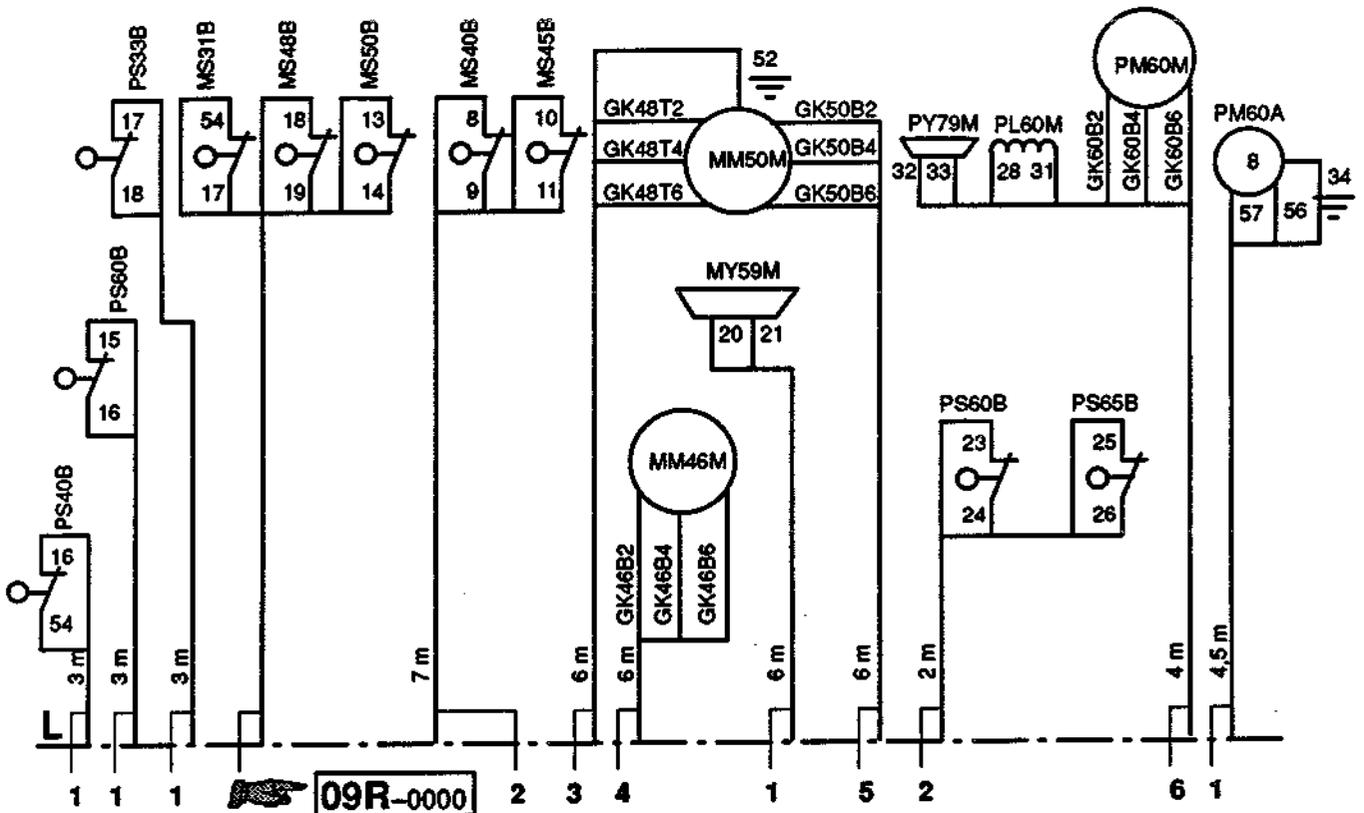 PS33B
MS31B
MS48B
MS50B
MS40B
MS45B
52
PM60M
17
54
18
13
8
10
GK48T2
GK50B2
PY79M
PL60M
PM60A
GK48T4
MM50M
GK50B4
GK60B2
GK60B4
GK60B6
8
34
18
17
19
14
9
11
GK48T6
GK50B6
32
33
28
31
57
56
PS60B
MY59M
15
20
21
16
PS60B
PS65B
MM46M
23
25
PS40B
24
26
16
GK46B2
GK46B4
GK46B6
54
3 m
3 m
3 m
7 m
6 m
6 m
6 m
6 m
2 m
4 m
4,5 m
L
1
1
1
09R-0000
2
3
4
1
5
2
6
1